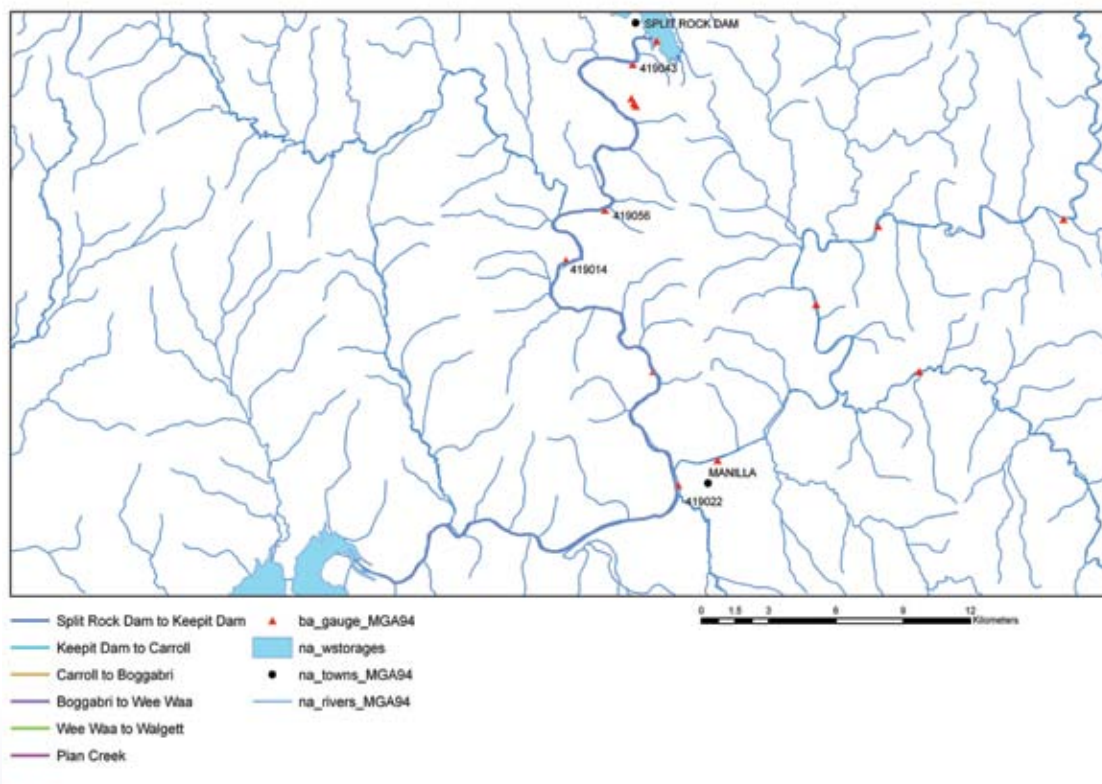 SPLIT ROCK DAM
419043
419056
419014
MANILLA
419022
Split Rock Dam to Keepit Dam
Keepit Dam to Carroll
Carroll to Boggabri
Boggabri to Wee Waa
Wee Waa to Walgett
Pian Creek
ba_gauge_MGA94
na_wstorages
na_towns_MGA94
na_rivers_MGA94
0 1.5 3 6 9 12
Kilometers